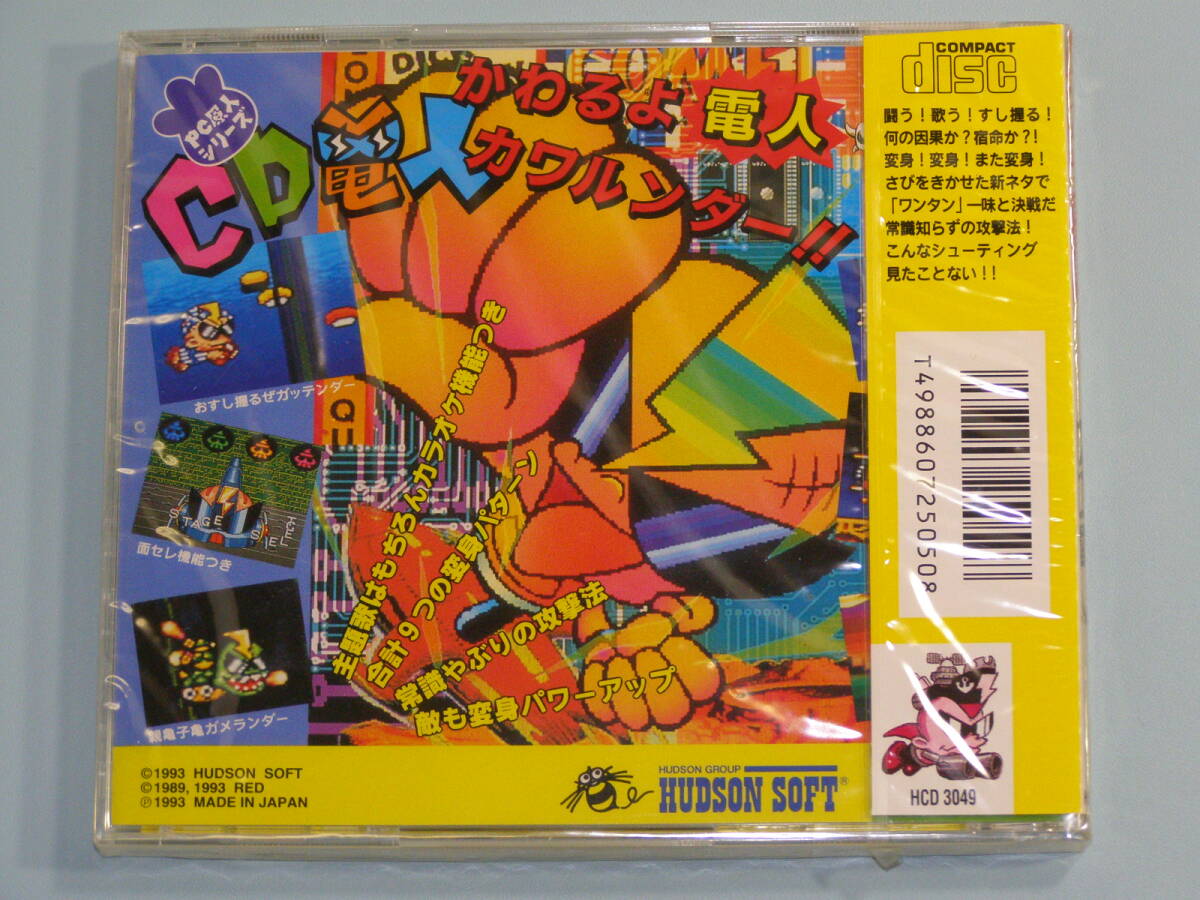 PC原人
シリーズ
CD電人
かわるよ電人
カワルンダー!!
おすし握るぜガッテンダー
STAGE
SELE
面セレ機能つき
親亀子亀ガメランダー
主題歌はもちろんカラオケ機能つき
合計9つの変身パターン
常識やぶりの攻撃法
敵も変身パワーアップ
©1993 HUDSON SOFT
©1989, 1993 RED
℗1993 MADE IN JAPAN
HUDSON GROUP
HUDSON SOFT®
COMPACT
disc
闘う!歌う!すし握る!
何の因果か?宿命か?!
変身!変身!また変身!
さびをきかせた新ネタで
「ワンタン」一味と決戦だ
常識知らずの攻撃法!
こんなシューティング
見たことない!!
T4988607250508
HCD 3049